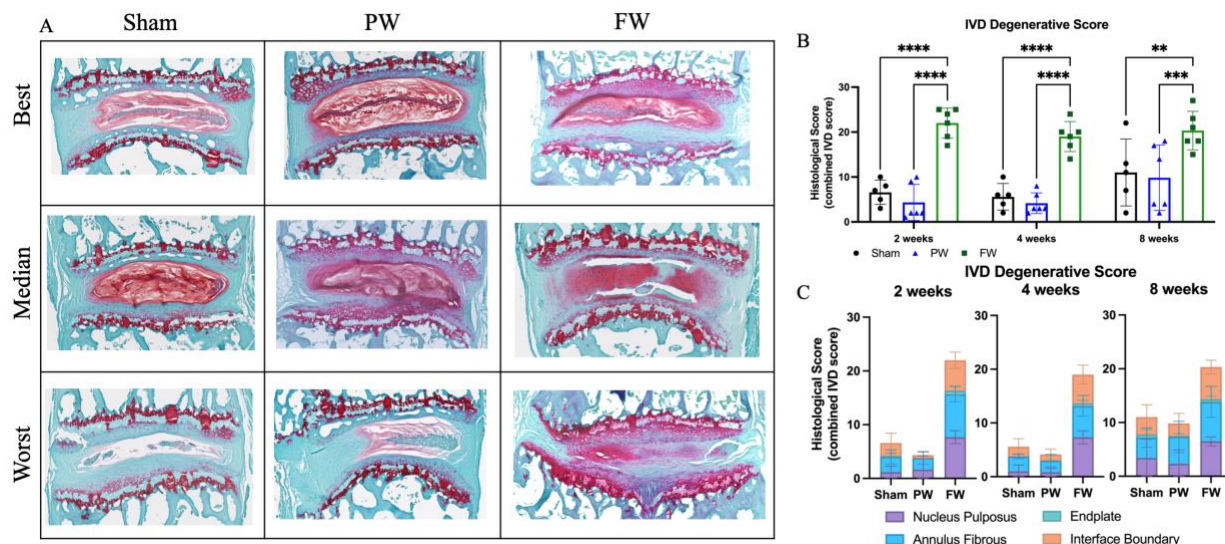 A
Sham
PW
FW
Best
Median
Worst
B
IVD Degenerative Score
**** **** **
**** **** ***
Histological Score
(combined IVD score)
30
20
10
0
2 weeks 4 weeks 8 weeks
Sham PW FW
IVD Degenerative Score
C
2 weeks 4 weeks 8 weeks
Histological Score
(combined IVD score)
30 30 30
20 20 20
10 10 10
0 0 0
Sham PW FW Sham PW FW Sham PW FW
Nucleus Pulposus Endplate
Annulus Fibrous Interface Boundary